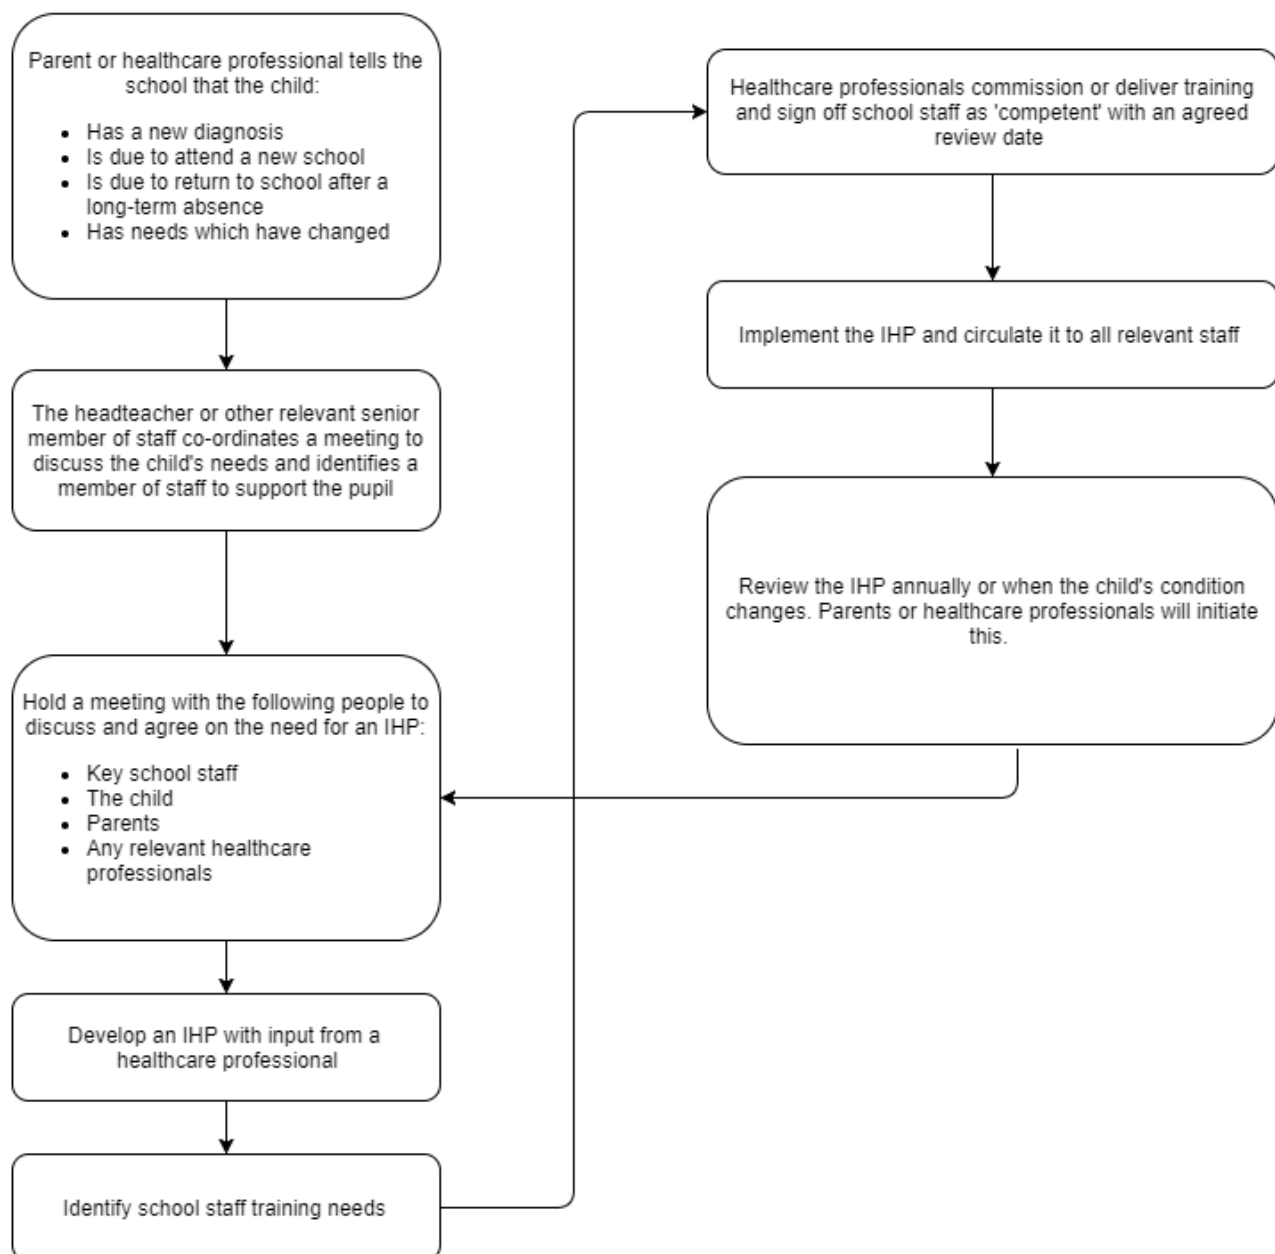 Parent or healthcare professional tells the
school that the child:
• Has a new diagnosis
• Is due to attend a new school
• Is due to return to school after a
long-term absence
• Has needs which have changed
The headteacher or other relevant senior
member of staff co-ordinates a meeting to
discuss the child's needs and identifies a
member of staff to support the pupil
Hold a meeting with the following people to
discuss and agree on the need for an IHP:
• Key school staff
• The child
• Parents
• Any relevant healthcare
professionals
Develop an IHP with input from a
healthcare professional
Identify school staff training needs
Healthcare professionals commission or deliver training
and sign off school staff as 'competent' with an agreed
review date
Implement the IHP and circulate it to all relevant staff
Review the IHP annually or when the child's condition
changes. Parents or healthcare professionals will initiate
this.